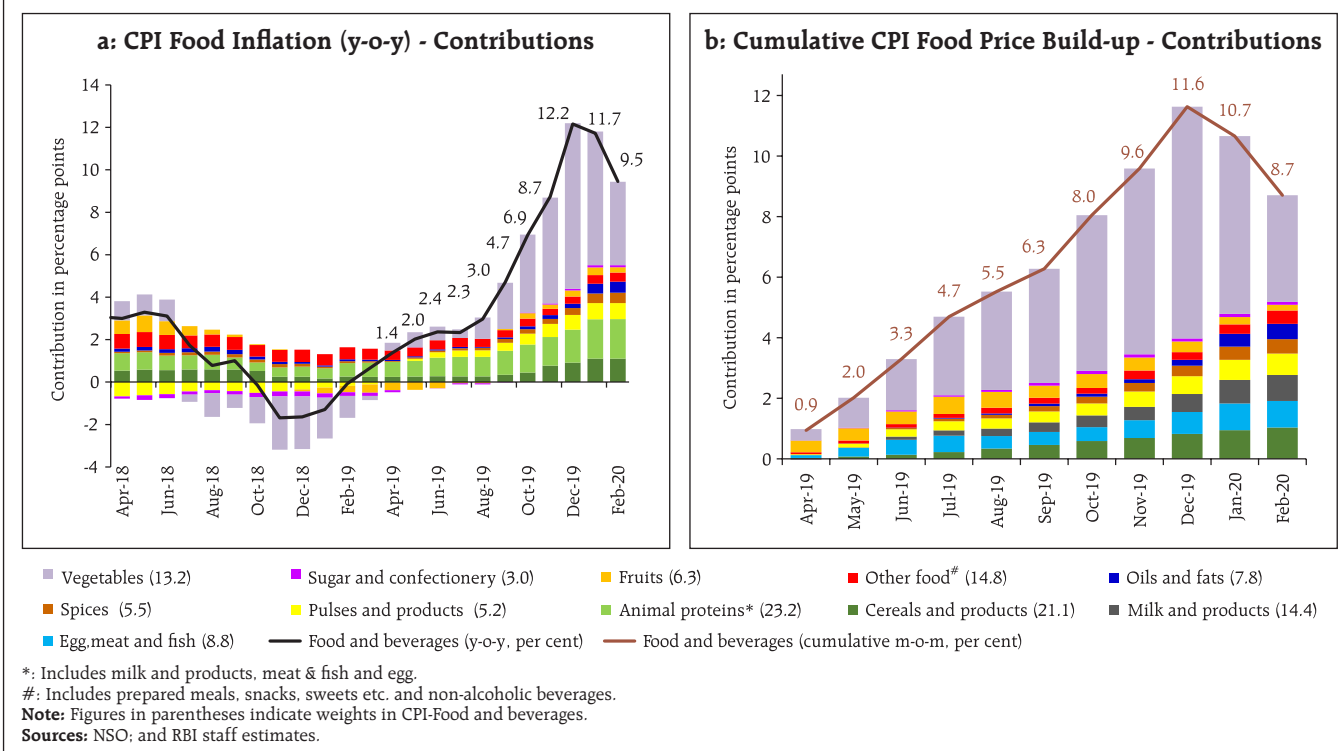 a: CPI Food Inflation (y-o-y) - Contributions
Contribution in percentage points
14
12
10
8
6
4
2
0
-2
-4
1.4
2.0
2.4
2.3
3.0
4.7
6.9
8.7
12.2
11.7
9.5
Apr-18
Jun-18
Aug-18
Oct-18
Dec-18
Feb-19
Apr-19
Jun-19
Aug-19
Oct-19
Dec-19
Feb-20
b: Cumulative CPI Food Price Build-up - Contributions
Contribution in percentage points
12
10
8
6
4
2
0
0.9
2.0
3.3
4.7
5.5
6.3
8.0
9.6
11.6
10.7
8.7
Apr-19
May-19
Jun-19
Jul-19
Aug-19
Sep-19
Oct-19
Nov-19
Dec-19
Jan-20
Feb-20
Vegetables (13.2)
Sugar and confectionery (3.0)
Fruits (6.3)
Other food# (14.8)
Oils and fats (7.8)
Spices (5.5)
Pulses and products (5.2)
Animal proteins* (23.2)
Cereals and products (21.1)
Milk and products (14.4)
Egg,meat and fish (8.8)
Food and beverages (y-o-y, per cent)
Food and beverages (cumulative m-o-m, per cent)
*: Includes milk and products, meat & fish and egg.
#: Includes prepared meals, snacks, sweets etc. and non-alcoholic beverages.
Note: Figures in parentheses indicate weights in CPI-Food and beverages.
Sources: NSO; and RBI staff estimates.